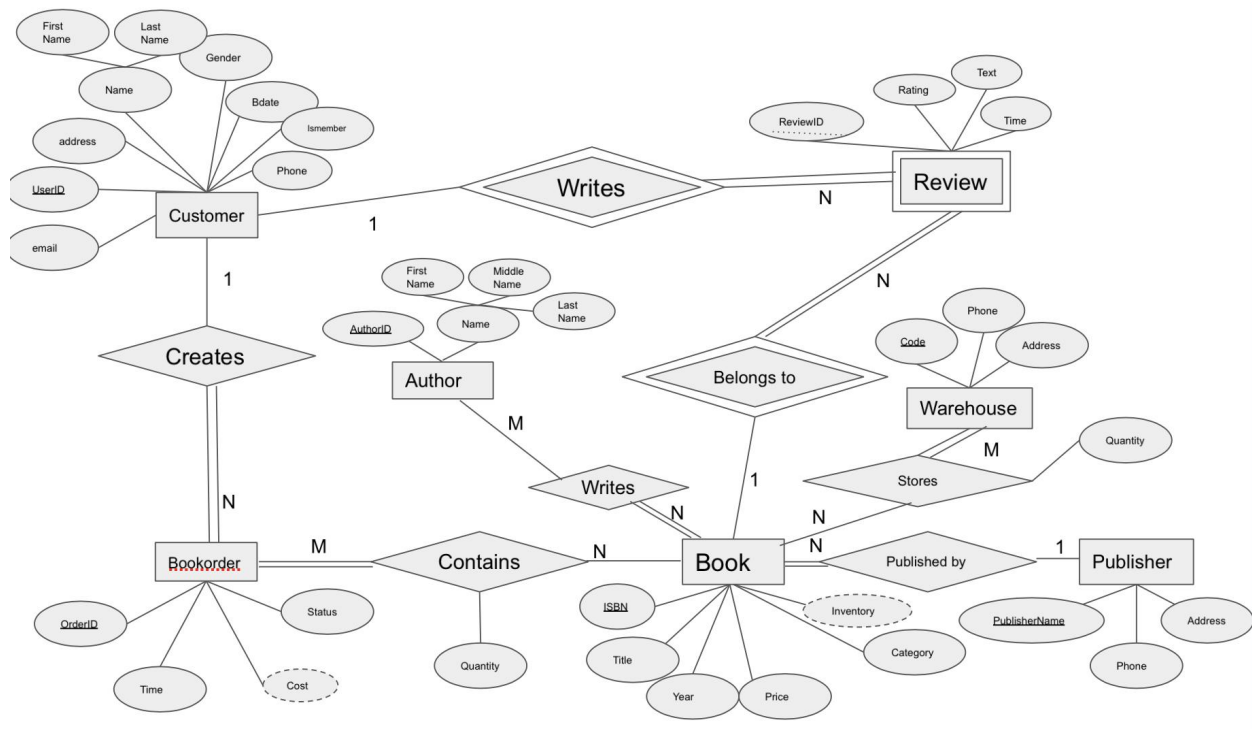 First
Name
Last
Name
Gender
Name
Bdate
Ismember
address
Phone
UserID
Customer
email
1
1
Writes
N
ReviewID
Rating
Text
Time
Review
N
Creates
N
First
Name
Middle
Name
Last
Name
AuthorID
Name
Author
M
Writes
N
Belongs to
1
Phone
Code
Address
Warehouse
M
Quantity
Stores
N
Bookorder
M
Contains
N
Book
N
Published by
1
Publisher
OrderID
Status
Time
Cost
Quantity
ISBN
Inventory
Title
Category
Year
Price
PublisherName
Address
Phone